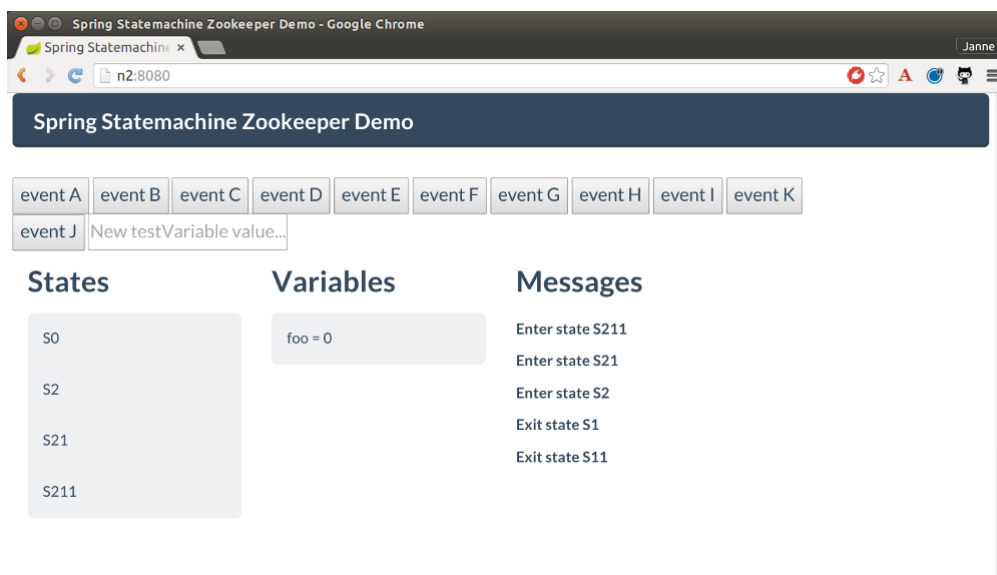 Spring Statemachine Zookeeper Demo - Google Chrome
Spring Statemachine
Janne
n2:8080
A
Spring Statemachine Zookeeper Demo
event A event B event C event D event E event F event G event H event I event K
event J New testVariable value...
States Variables Messages
S0 foo = 0 Enter state S211
Enter state S21
S2 Enter state S2
S21 Exit state S1
Exit state S11
S211